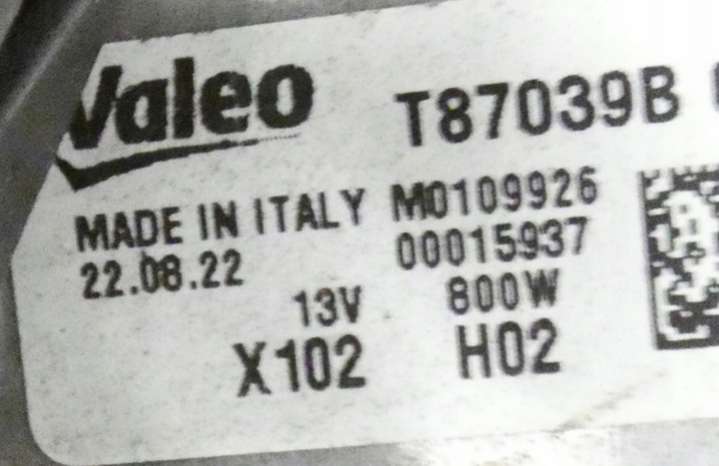 Valeo T87039B
MADE IN ITALY M0109926
22.08.22 00015937
13V 800W
X102 H02